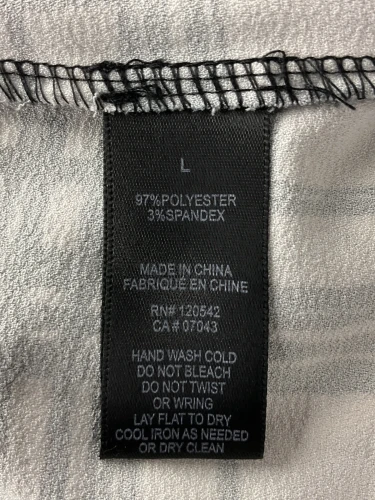 L
97%POLYESTER
3%SPANDEX
MADE IN CHINA
FABRIQUÉ EN CHINE
RN# 120542
CA# 07043
HAND WASH COLD
DO NOT BLEACH
DO NOT TWIST
OR WRING
LAY FLAT TO DRY
COOL IRON AS NEEDED
OR DRY CLEAN